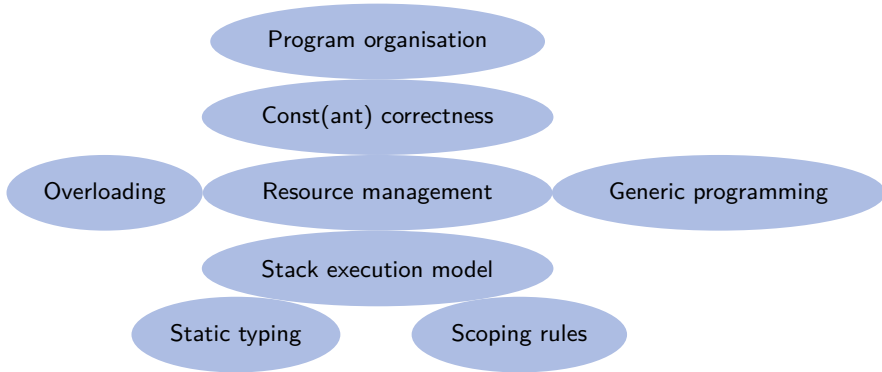 Program organisation
Const(ant) correctness
Overloading
Resource management
Generic programming
Stack execution model
Static typing
Scoping rules